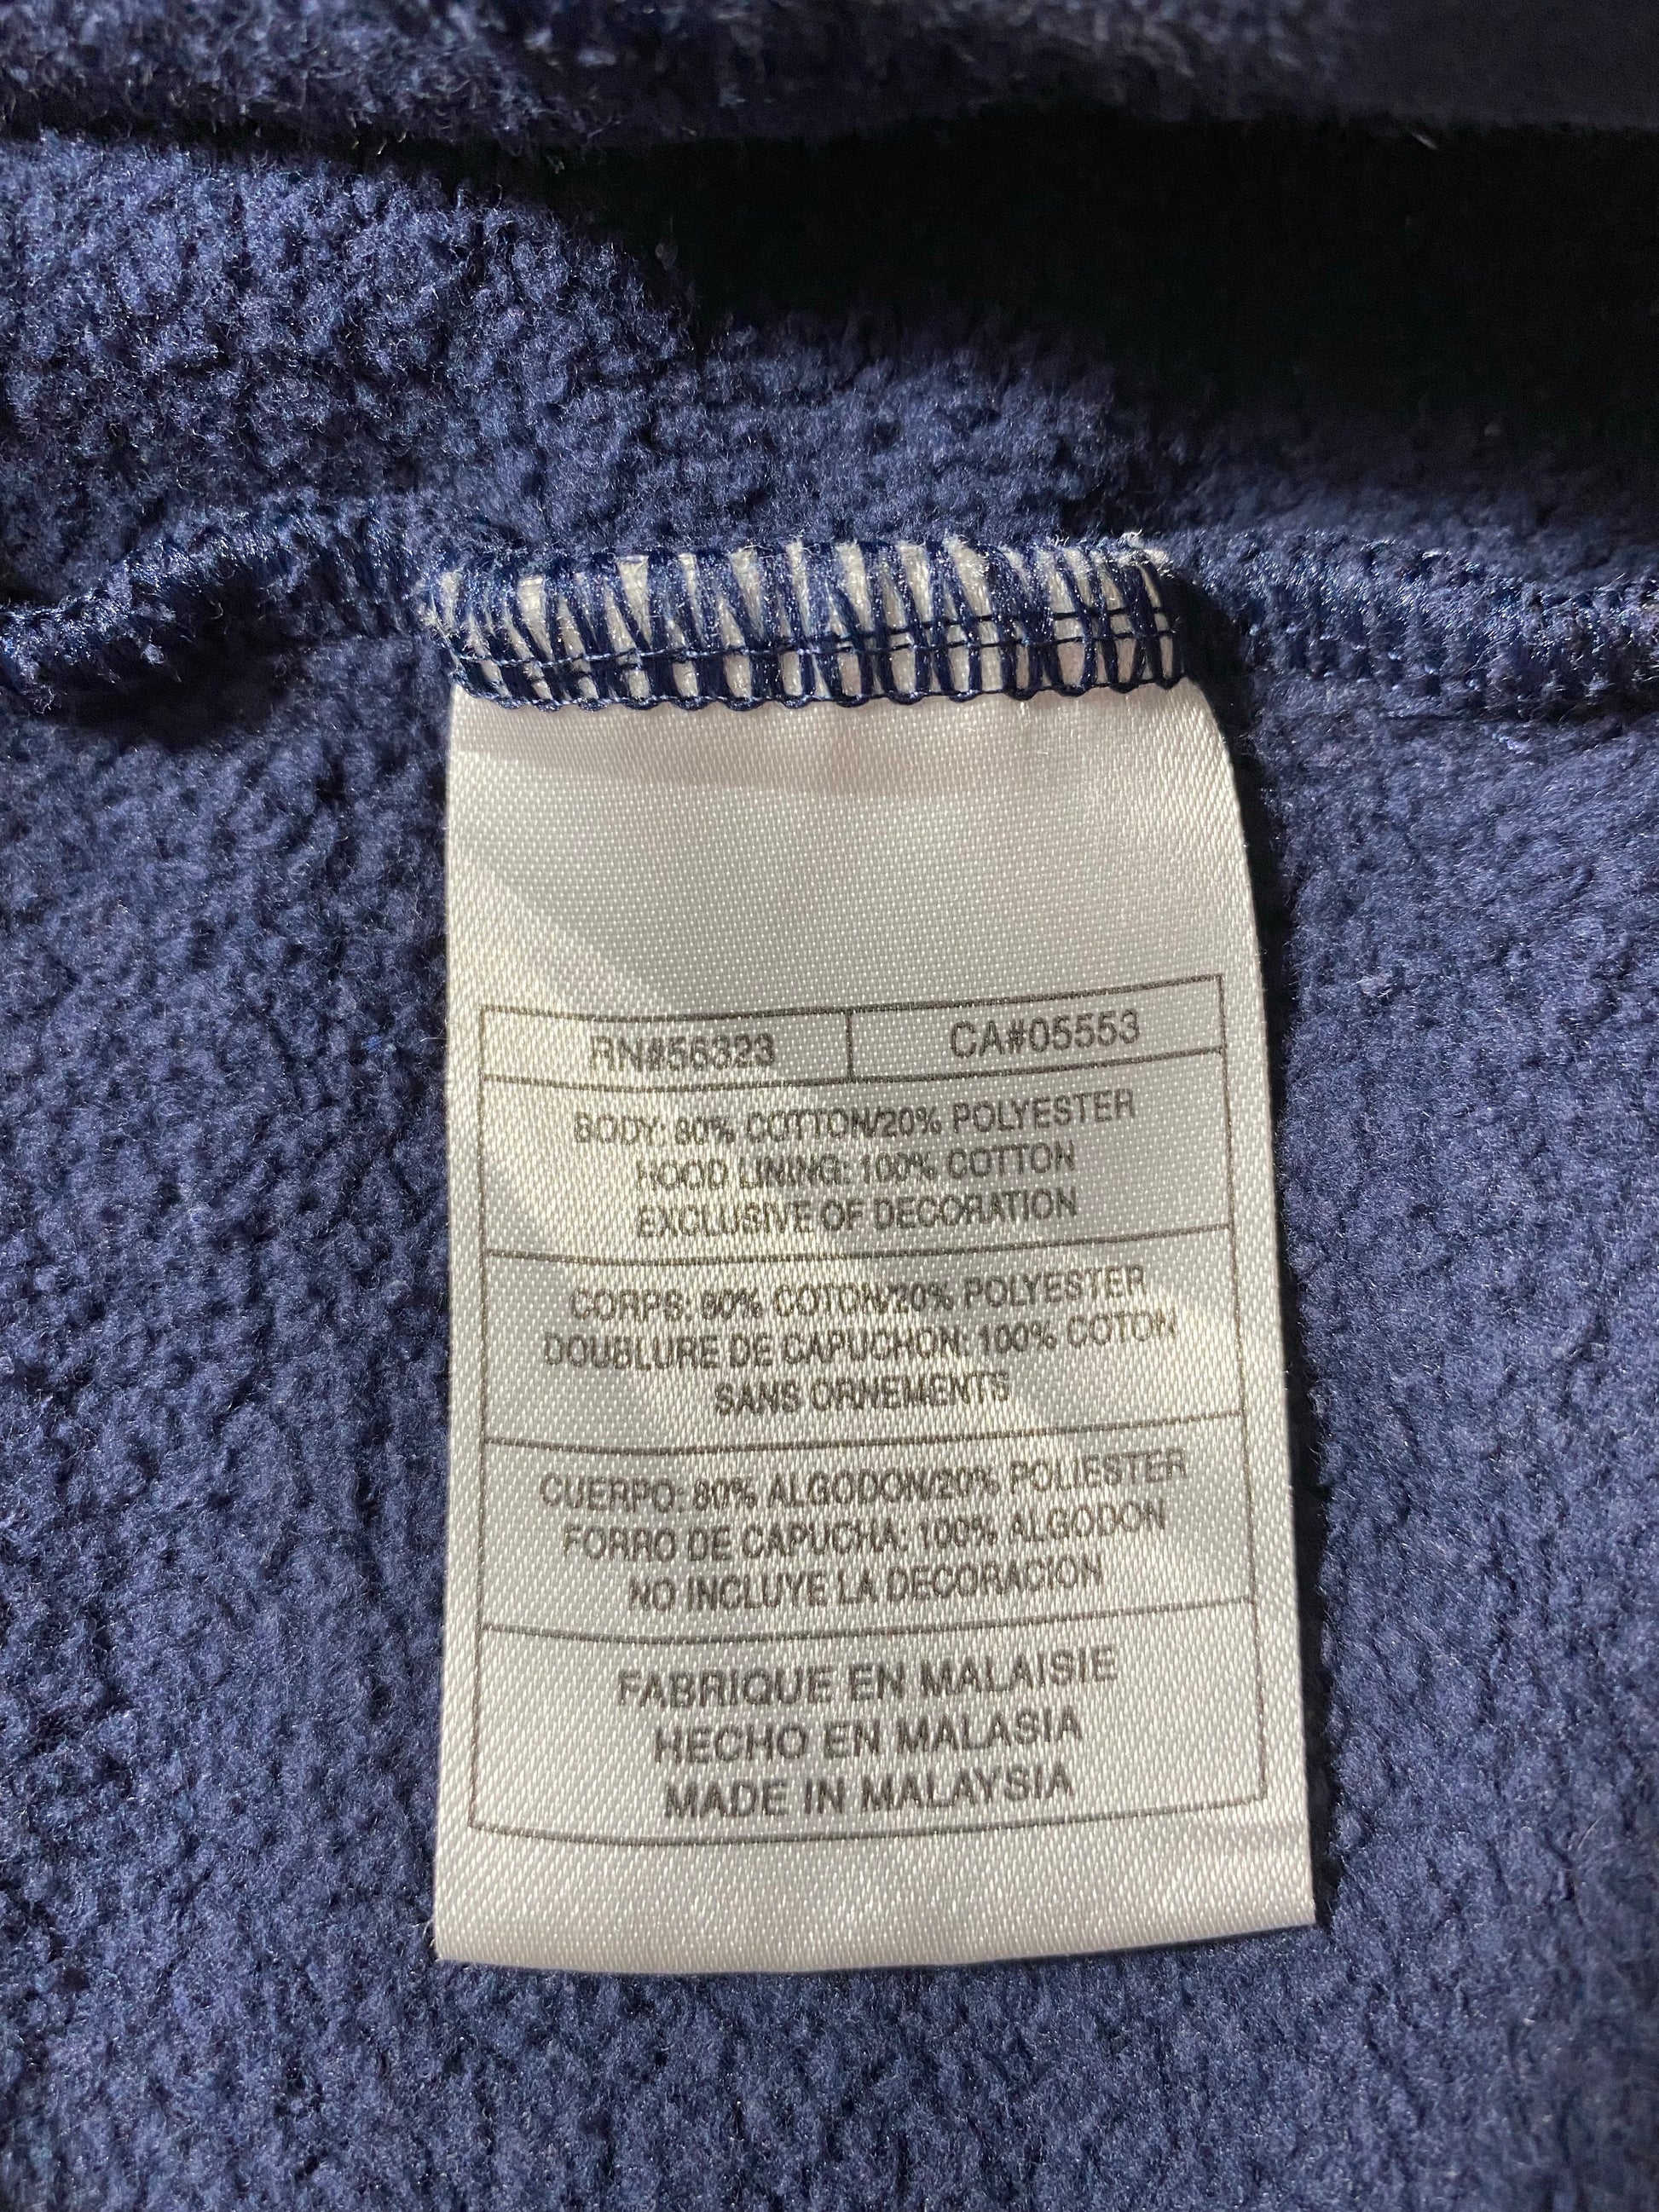 RN#56323 CA#05553
BODY: 80% COTTON/20% POLYESTER
HOOD LINING: 100% COTTON
EXCLUSIVE OF DECORATION
CORPS: 80% COTON/20% POLYESTER
DOUBLURE DE CAPUCHON: 100% COTON
SANS ORNEMENTS
CUERPO: 80% ALGODON/20% POLIESTER
FORRO DE CAPUCHA: 100% ALGODON
NO INCLUYE LA DECORACION
FABRIQUE EN MALAISIE
HECHO EN MALASIA
MADE IN MALAYSIA